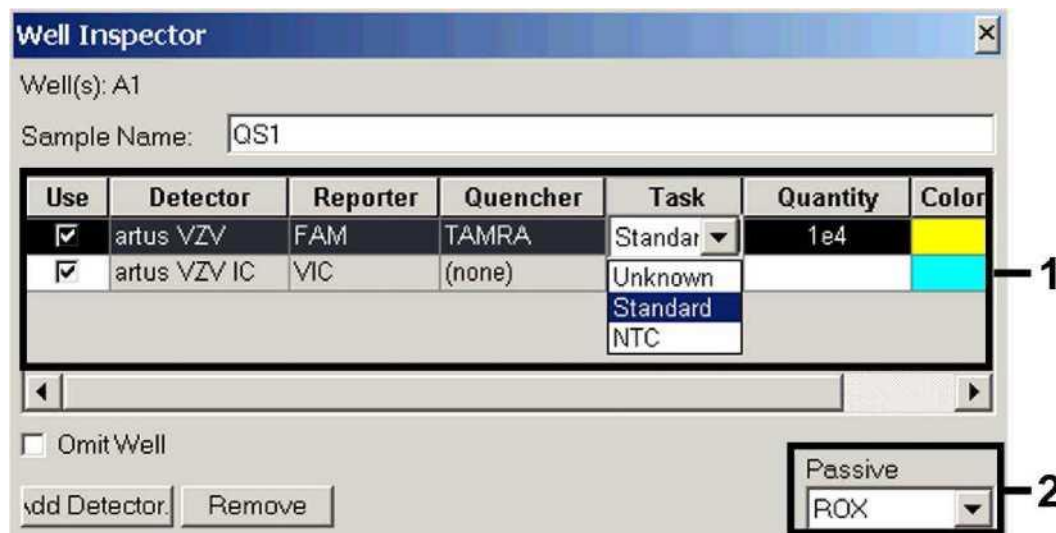 Well Inspector
Well(s): A1
Sample Name: QS1
Use Detector Reporter Quencher Task Quantity Color
artus VZV FAM TAMRA Standar 1e4
artus VZV IC VIC (none)
Unknown
Standard
NTC
1
Omit Well
Passive
dd Detector. Remove
ROX
2